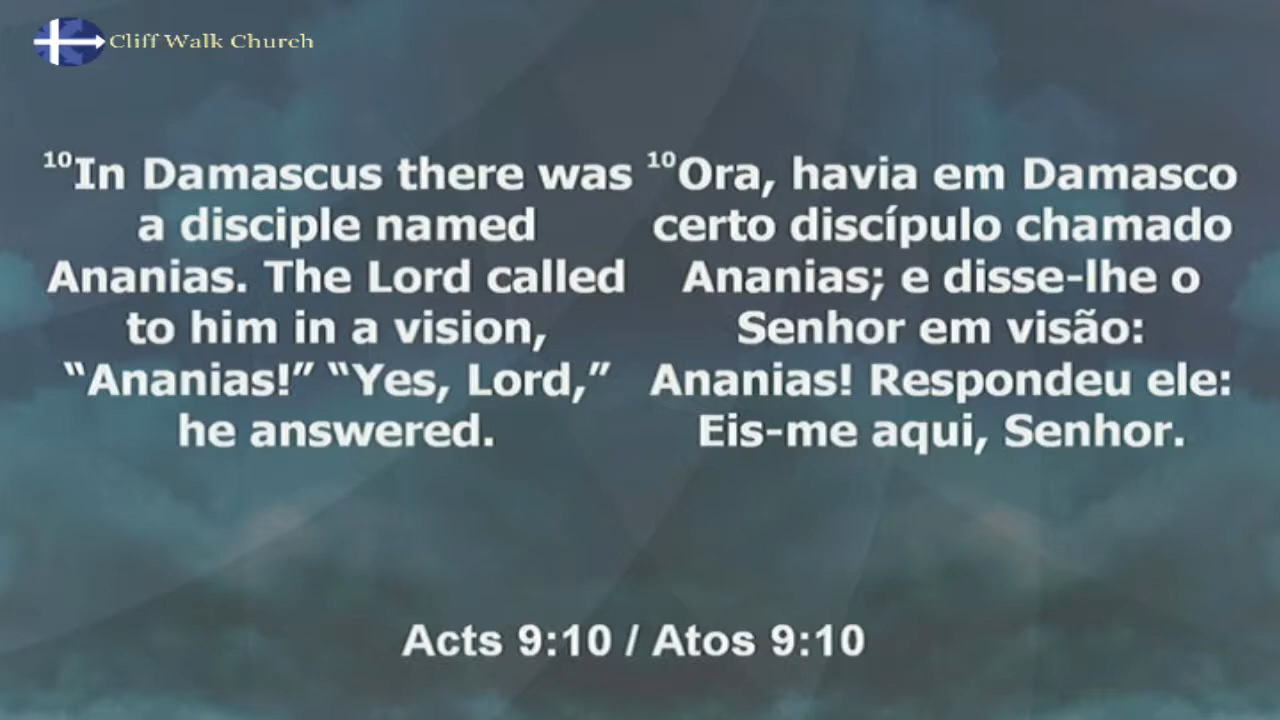 Cliff Walk Church
¹⁰In Damascus there was
a disciple named
Ananias. The Lord called
to him in a vision,
“Ananias!” “Yes, Lord,”
he answered.
¹⁰Ora, havia em Damasco
certo discípulo chamado
Ananias; e disse-lhe o
Senhor em visão:
Ananias! Respondeu ele:
Eis-me aqui, Senhor.
Acts 9:10 / Atos 9:10